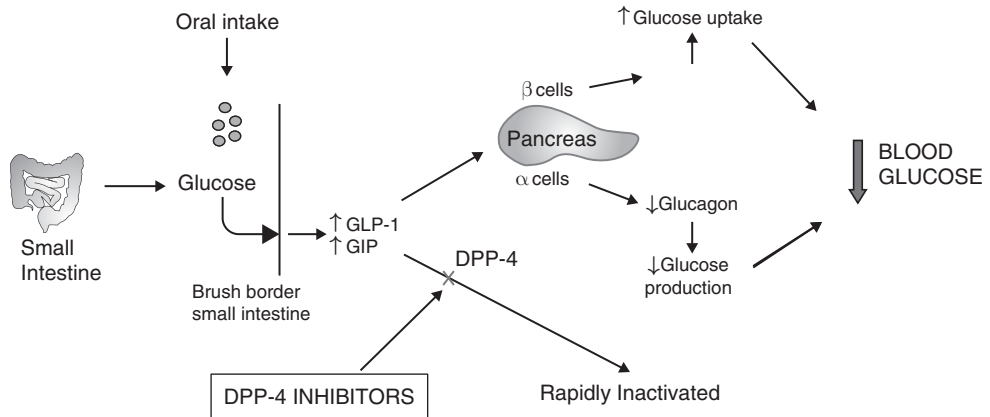 Oral intake
Glucose
Small
Intestine
Brush border
small intestine
↑ GLP-1
↑ GIP
DPP-4
DPP-4 INHIBITORS
Rapidly Inactivated
β cells
Pancreas
α cells
↑ Glucose uptake
↓Glucagon
↓Glucose
production
BLOOD
GLUCOSE